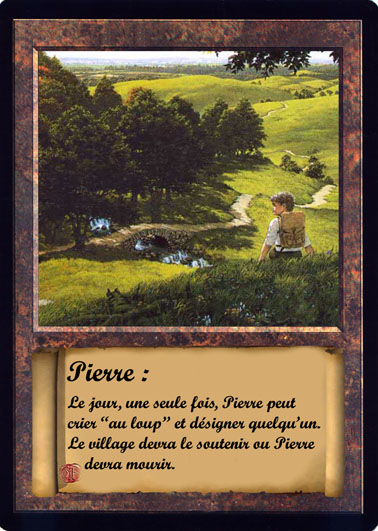 Pierre :
Le jour, une seule fois, Pierre peut
crier “au loup” et désigner quelqu'un.
Le village devra le soutenir ou Pierre
devra mourir.